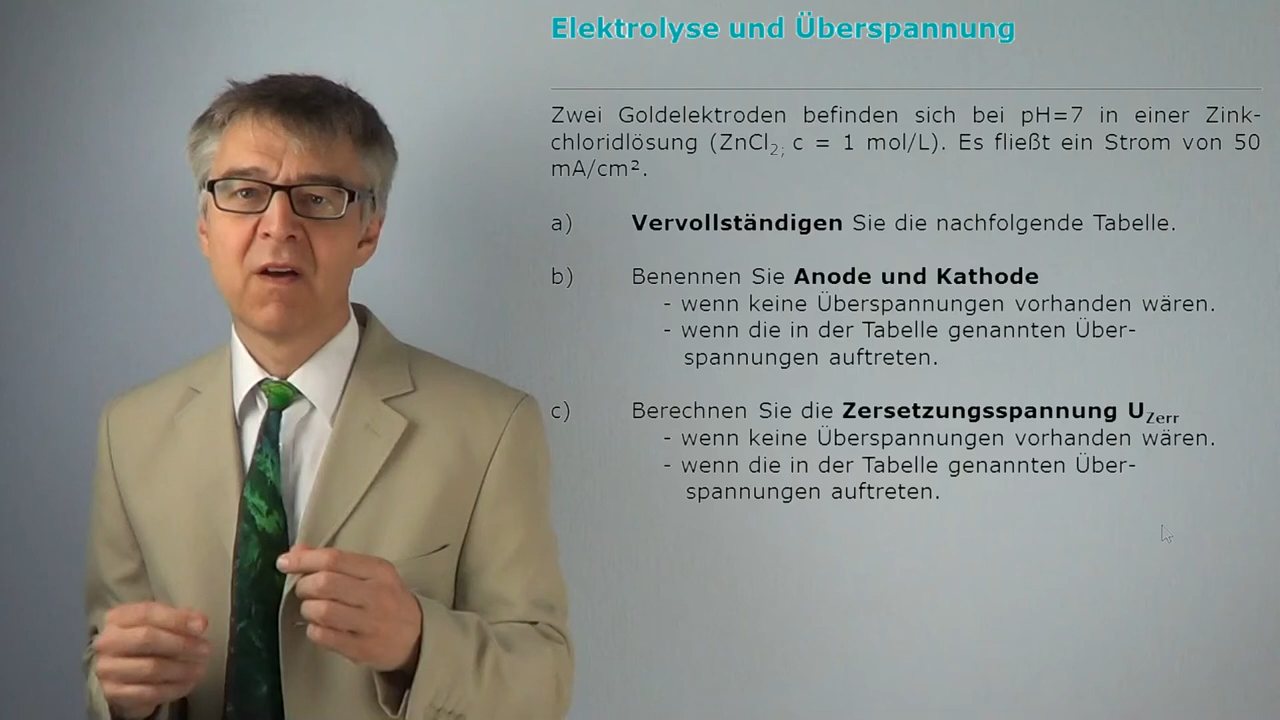 Elektrolyse und Überspannung
Zwei Goldelektroden befinden sich bei pH=7 in einer Zink-
chloridlösung (ZnCl2; c = 1 mol/L). Es fließt ein Strom von 50
mA/cm².
a) Vervollständigen Sie die nachfolgende Tabelle.
b) Benennen Sie Anode und Kathode
- wenn keine Überspannungen vorhanden wären.
- wenn die in der Tabelle genannten Über-
spannungen auftreten.
c) Berechnen Sie die Zersetzungsspannung UZerr
- wenn keine Überspannungen vorhanden wären.
- wenn die in der Tabelle genannten Über-
spannungen auftreten.